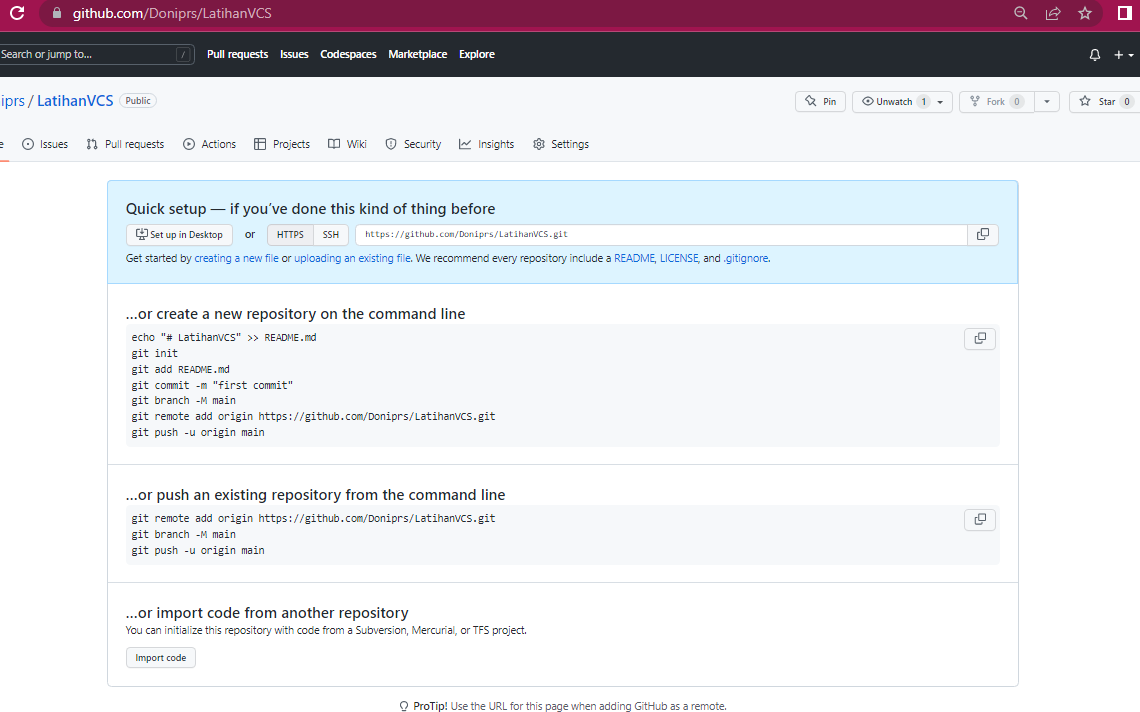 github.com/Doniprs/LatihanVCS
Search or jump to... / Pull requests Issues Codespaces Marketplace Explore
iprs / LatihanVCS Public Pin Unwatch 1 Fork 0 Star 0
e Issues Pull requests Actions Projects Wiki Security Insights Settings
Quick setup — if you've done this kind of thing before
Set up in Desktop or HTTPS SSH https://github.com/Doniprs/LatihanVCS.git
Get started by creating a new file or uploading an existing file. We recommend every repository include a README, LICENSE, and .gitignore.
...or create a new repository on the command line
echo "# LatihanVCS" >> README.md
git init
git add README.md
git commit -m "first commit"
git branch -M main
git remote add origin https://github.com/Doniprs/LatihanVCS.git
git push -u origin main
...or push an existing repository from the command line
git remote add origin https://github.com/Doniprs/LatihanVCS.git
git branch -M main
git push -u origin main
...or import code from another repository
You can initialize this repository with code from a Subversion, Mercurial, or TFS project.
Import code
ProTip! Use the URL for this page when adding GitHub as a remote.